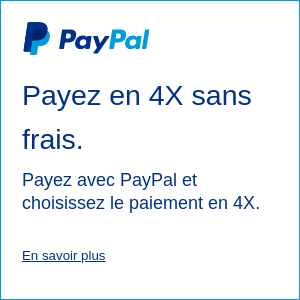 PayPal
Payez en 4X sans
frais.
Payez avec PayPal et
choisissez le paiement en 4X.
En savoir plus